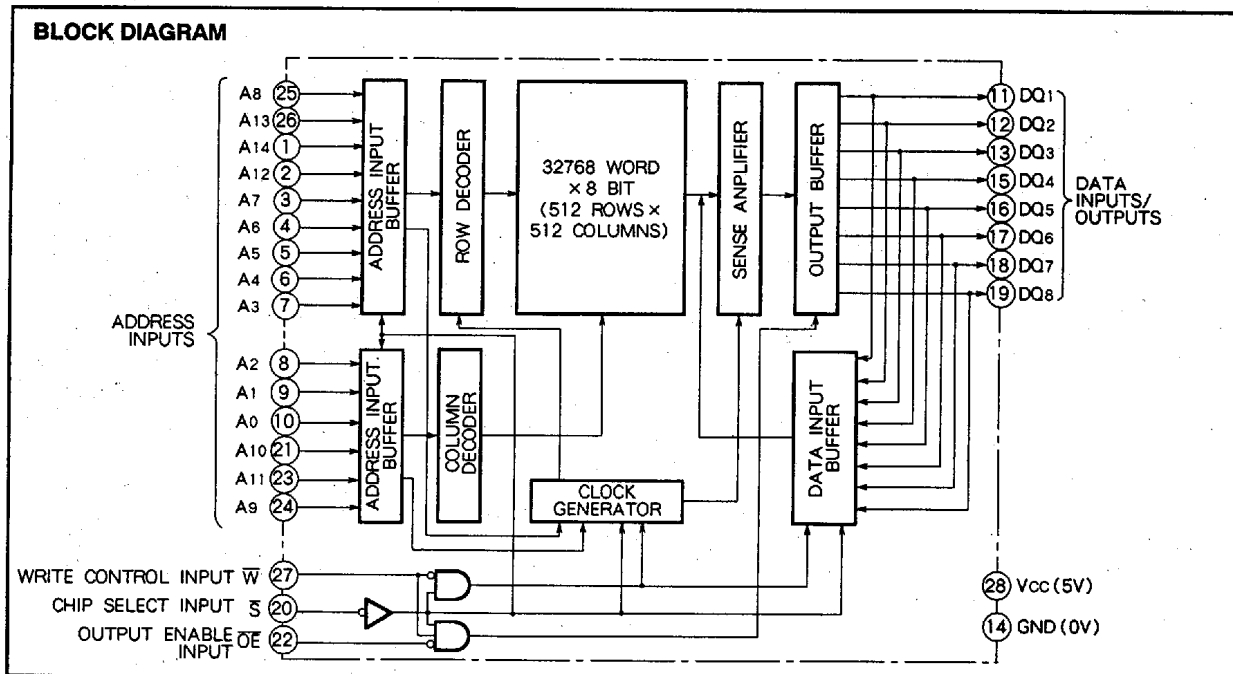 BLOCK DIAGRAM
ADDRESS INPUTS
A8 25
A13 26
A14 1
A12 2
A7 3
A6 4
A5 5
A4 6
A3 7
A2 8
A1 9
A0 10
A10 21
A11 23
A9 24
ADDRESS INPUT BUFFER
ROW DECODER
32768 WORD
× 8 BIT
(512 ROWS ×
512 COLUMNS)
SENSE ANPLIFIER
OUTPUT BUFFER
11 DQ1
12 DQ2
13 DQ3
15 DQ4
16 DQ5
17 DQ6
18 DQ7
19 DQ8
DATA
INPUTS/
OUTPUTS
ADDRESS INPUT. BUFFER
COLUMN DECODER
CLOCK
GENERATOR
DATA INPUT BUFFER
WRITE CONTROL INPUT W̅ 27
CHIP SELECT INPUT S̅ 20
OUTPUT ENABLE
INPUT O̅E̅ 22
28 Vcc (5V)
14 GND (0V)